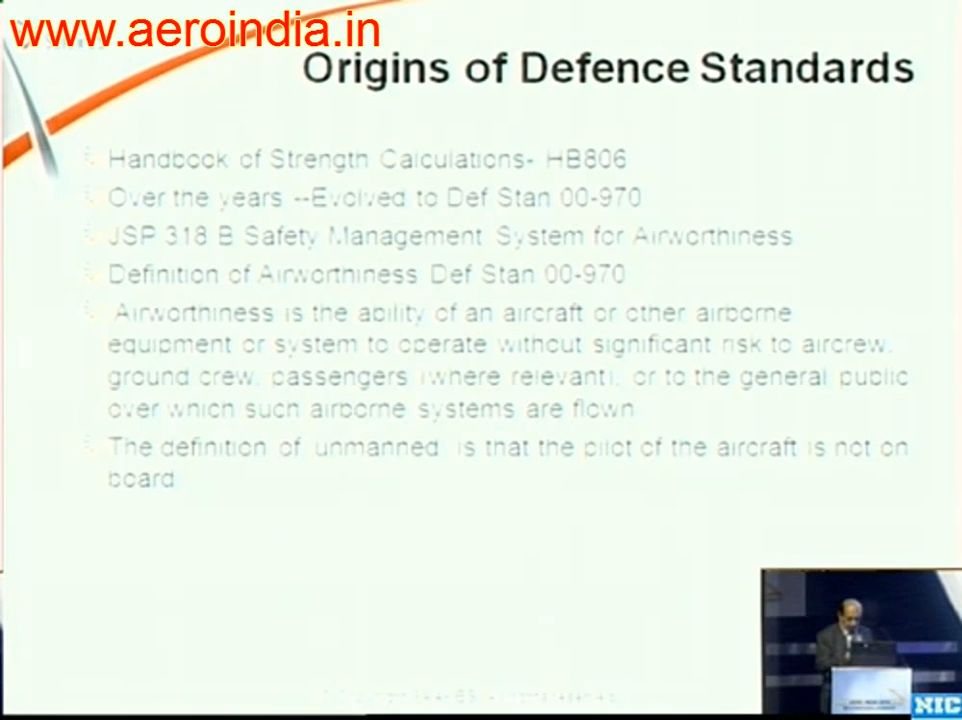 www.aeroindia.in
Origins of Defence Standards
Handbook of Strength Calculations- HB806
Over the years --Evolved to Def Stan 00-970
JSP 318 B Safety Management System for Airworthiness
Definition of Airworthiness Def Stan 00-970
Airworthiness is the ability of an aircraft or other airborne
equipment or system to operate without significant risk to aircrew,
ground crew, passengers (where relevant), or to the general public
over which such airborne systems are flown
The definition of unmanned is that the pilot of the aircraft is not on
board
NIC